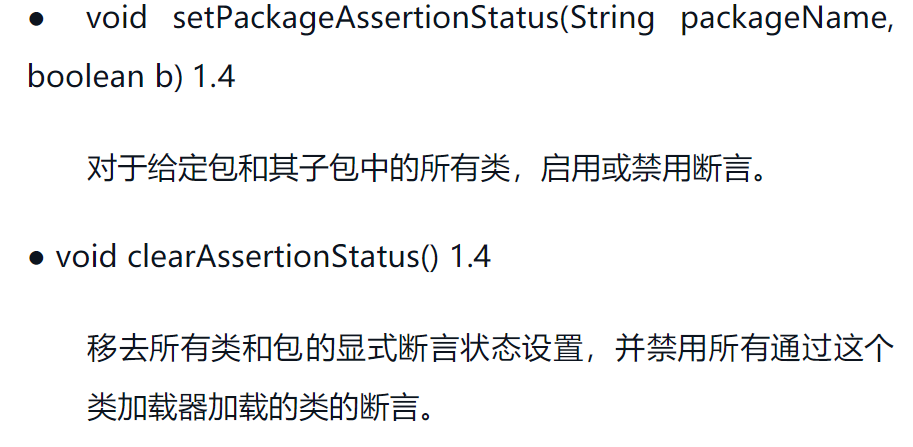 ● void setPackageAssertionStatus(String packageName,
boolean b) 1.4
对于给定包和其子包中的所有类，启用或禁用断言。
● void clearAssertionStatus() 1.4
移去所有类和包的显式断言状态设置，并禁用所有通过这个
类加载器加载的类的断言。